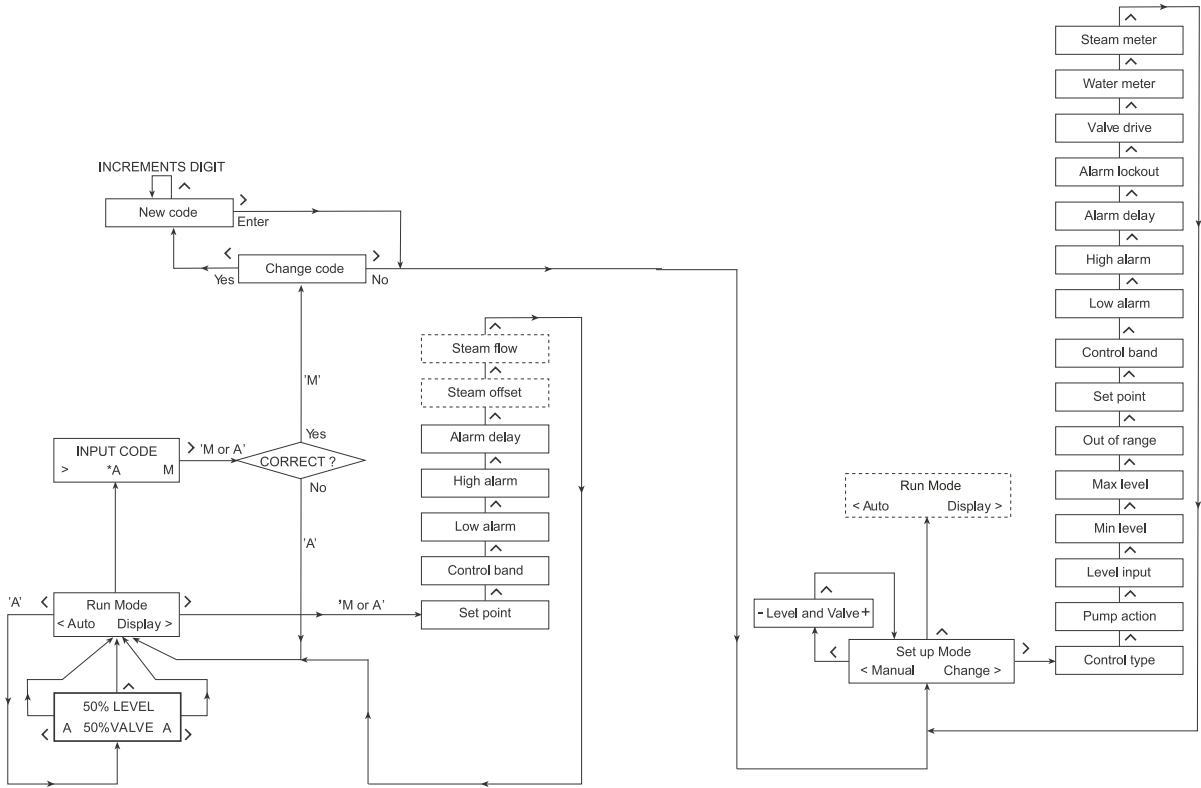 Steam meter
Water meter
Valve drive
Alarm lockout
Alarm delay
High alarm
Low alarm
Control band
Set point
Out of range
Max level
Min level
Level input
Pump action
Control type
INCREMENTS DIGIT
^
New code
>
Enter
<
>
Change code
Yes
No
'M'
Steam flow
Steam offset
Alarm delay
High alarm
Low alarm
Control band
Set point
INPUT CODE
> *A M
> 'M or A'
Yes
CORRECT ?
No
'A'
'A'
<
>
Run Mode
< Auto Display >
'M or A'
50% LEVEL
A 50%VALVE A
<
>
Run Mode
< Auto Display >
^
- Level and Valve +
<
>
Set up Mode
< Manual Change >